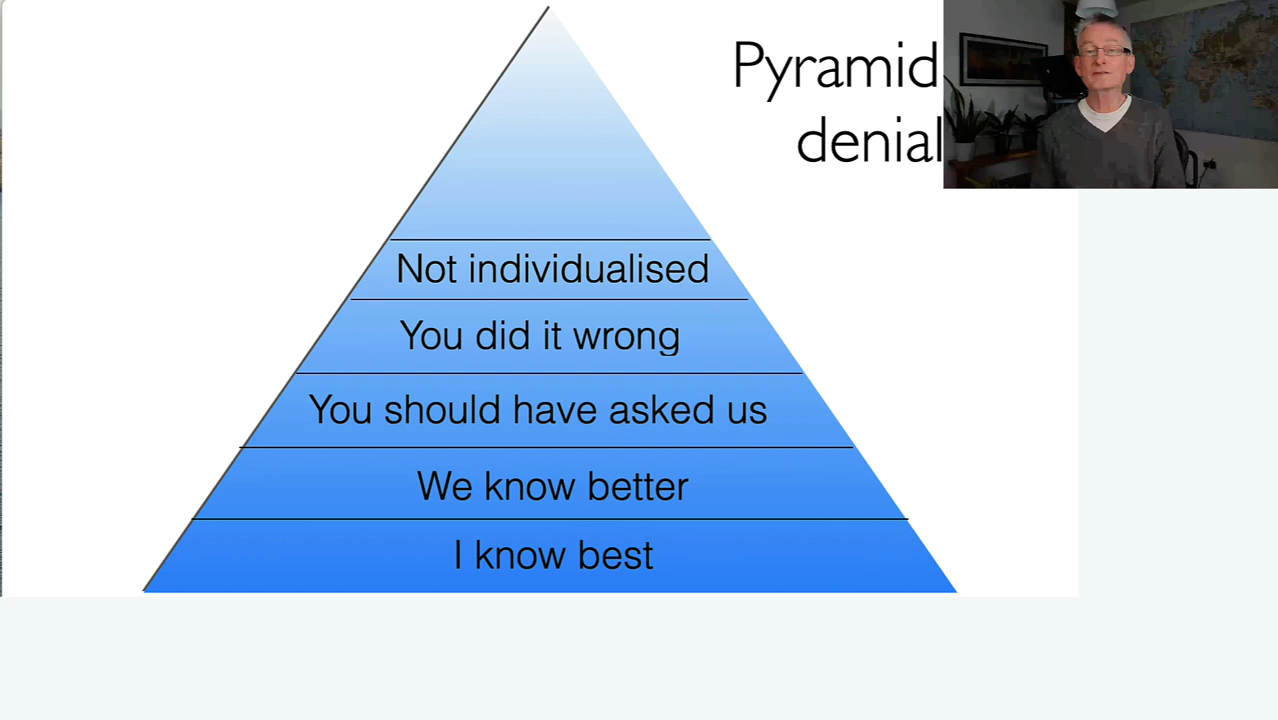 Pyramid
denial
Not individualised
You did it wrong
You should have asked us
We know better
I know best